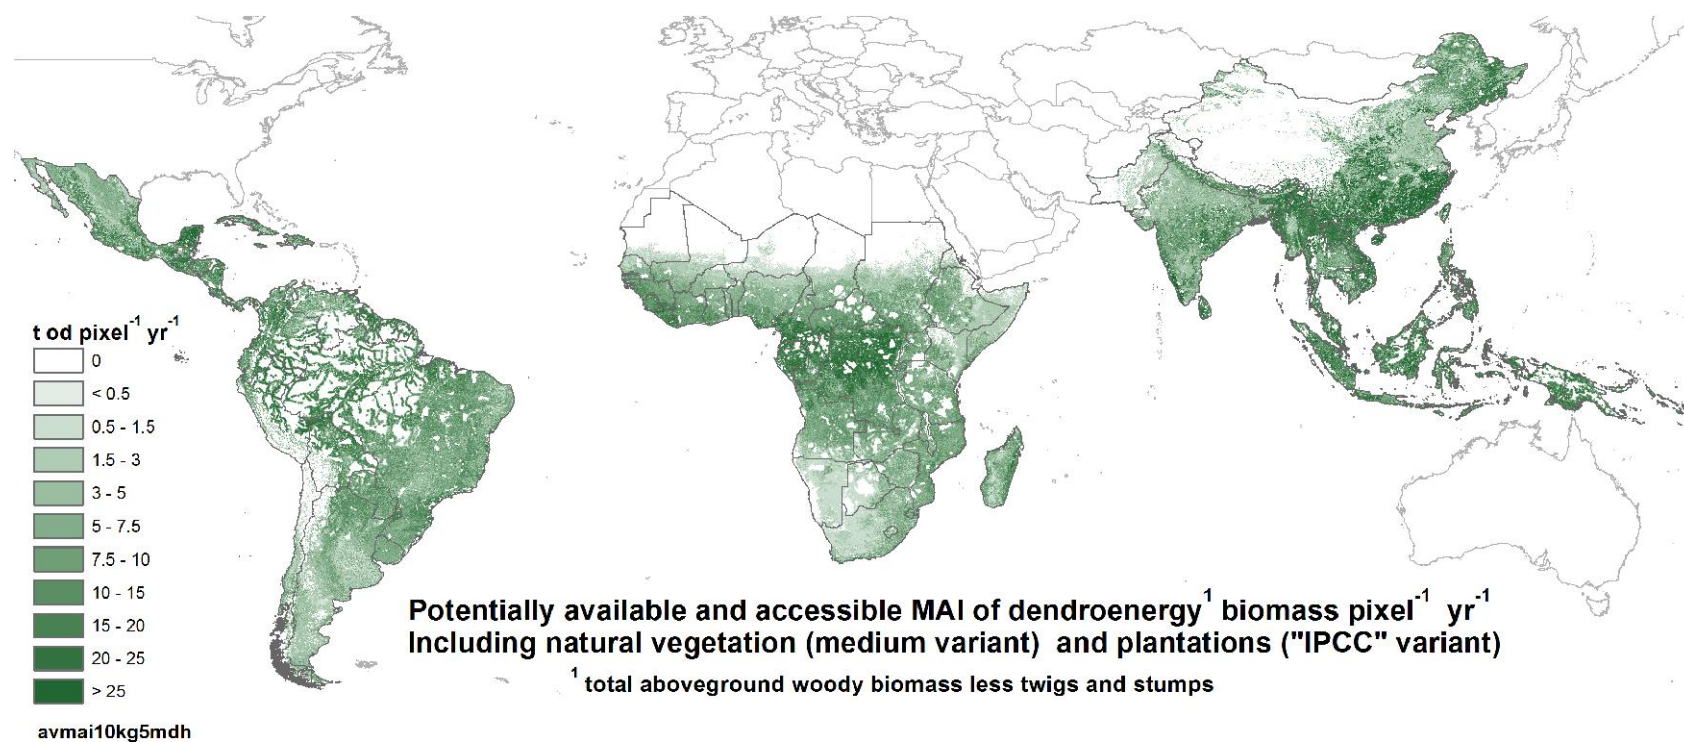 t od pixel⁻¹ yr⁻¹
0
< 0.5
0.5 - 1.5
1.5 - 3
3 - 5
5 - 7.5
7.5 - 10
10 - 15
15 - 20
20 - 25
> 25
avmai10kg5mdh
Potentially available and accessible MAI of dendroenergy¹ biomass pixel⁻¹ yr⁻¹
Including natural vegetation (medium variant) and plantations ("IPCC" variant)
¹ total aboveground woody biomass less twigs and stumps